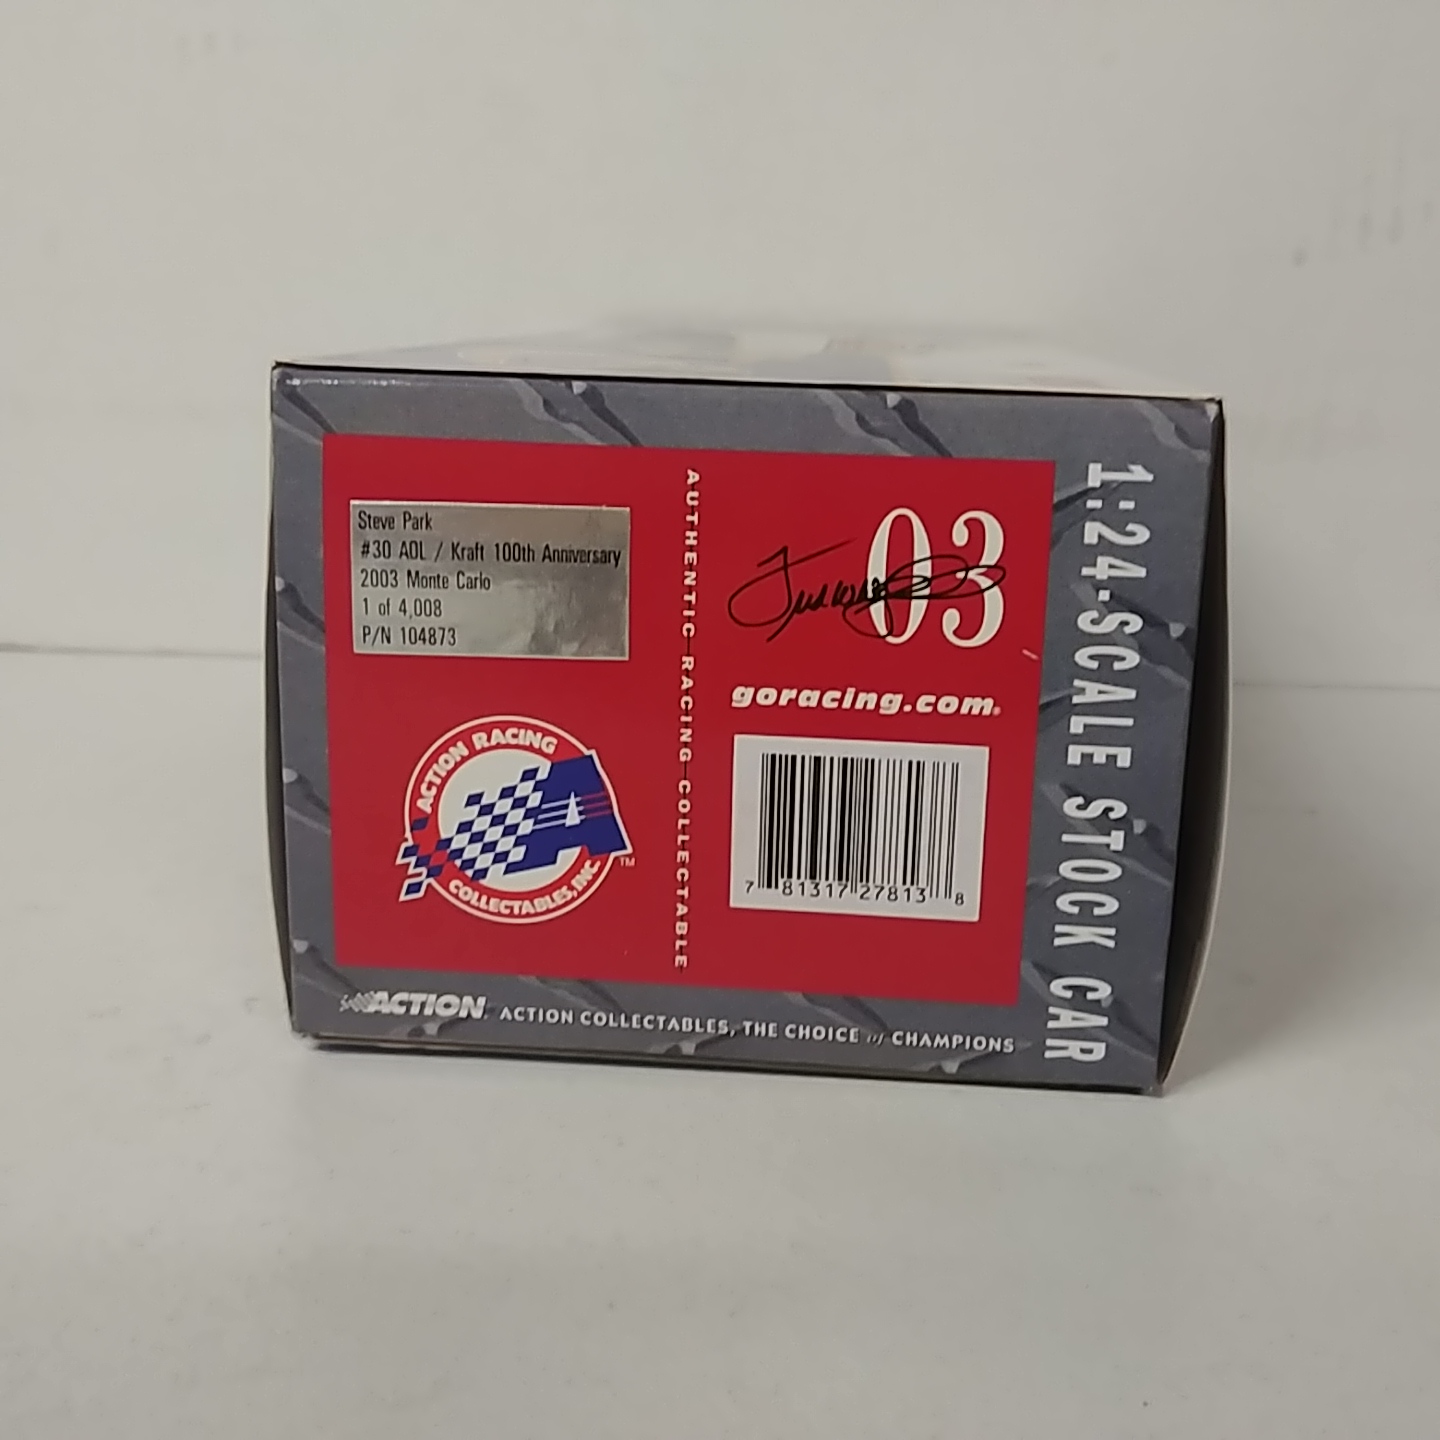 Steve Park
#30 AOL / Kraft 100th Anniversary
2003 Monte Carlo
1 of 4,008
P/N 104873
ACTION RACING
COLLECTABLES, INC.
TM
AUTHENTIC RACING COLLECTABLE
03
goracing.com®
7 81317 27813 8
1:24-SCALE STOCK CAR
ACTION® ACTION COLLECTABLES, THE CHOICE of CHAMPIONS